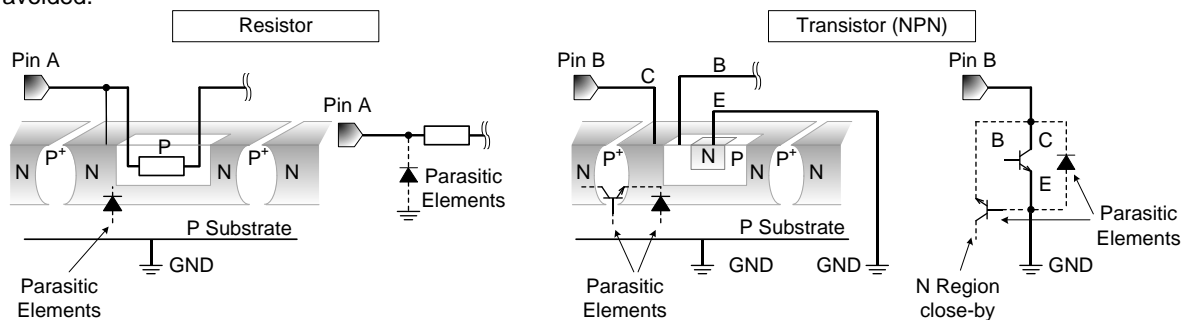 avoided.
Resistor
Transistor (NPN)
Pin A
Pin A
N
P+
N
P
N
P+
N
Parasitic
Elements
P Substrate
GND
Parasitic
Elements
Pin B
C
B
E
N
P+
N
N
P
N
P+
N
P Substrate
GND
GND
Parasitic
Elements
Pin B
B
C
E
Parasitic
Elements
GND
N Region
close-by